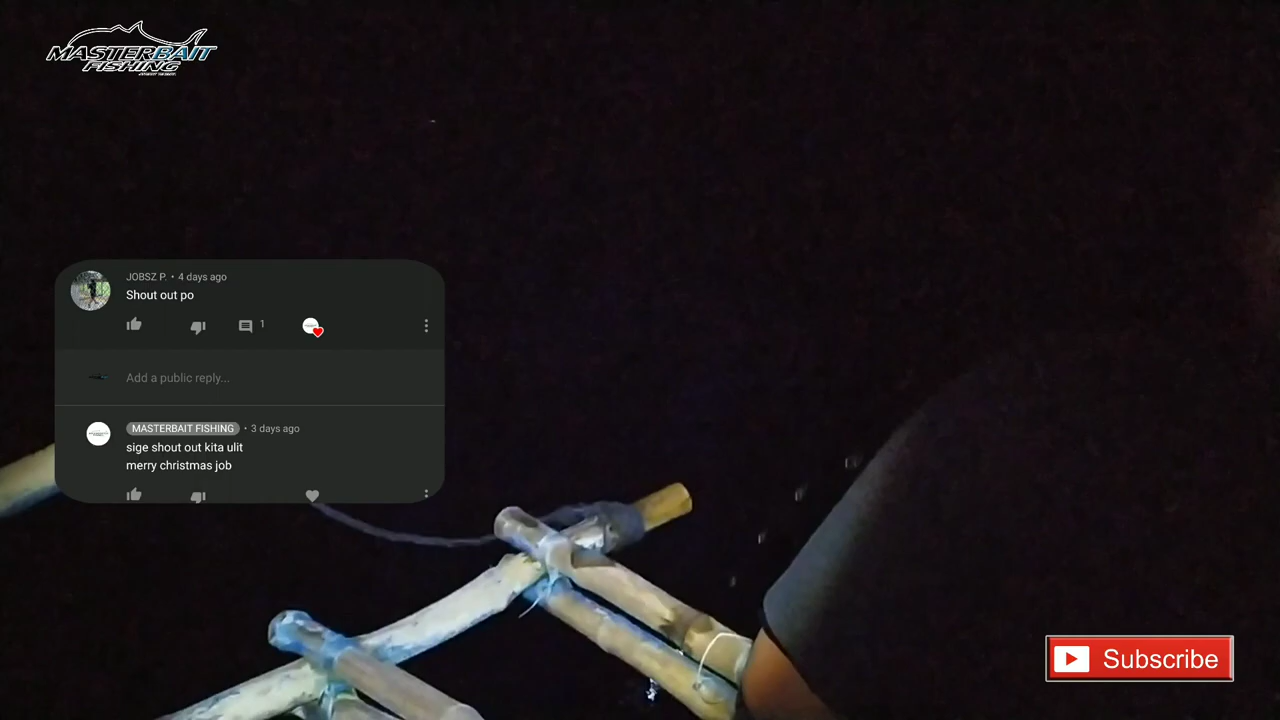 MASTERBAIT
FISHING
JOBSZ P. • 4 days ago
Shout out po
1
Add a public reply...
MASTERBAIT FISHING • 3 days ago
sige shout out kita ulit
merry christmas job
Subscribe